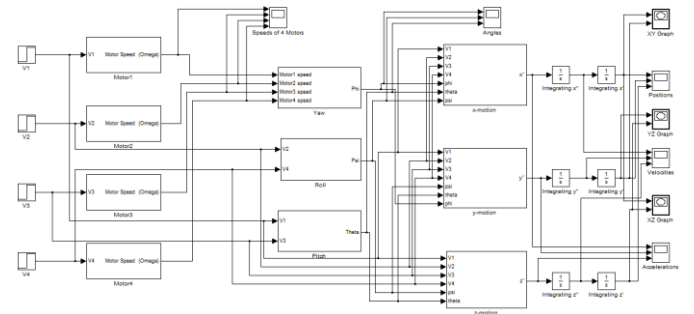 Speeds of 4 Motors
Angles
XY Graph
V1
V1 Motor Speed (Omega)
Motor1
Motor1 speed
Motor2 speed
Motor3 speed
Motor4 speed
Phi
Yaw
V1
V2
V3
V4
phi
theta
psi
x''
x-motion
1
s
Integrating x''
1
s
Integrating x'
Positions
V2
V2 Motor Speed (Omega)
Motor2
YZ Graph
V2
V4
Psi
Roll
V1
V2
V3
V4
psi
theta
phi
y''
y-motion
1
s
Integrating y''
1
s
Integrating y'
Velocities
V3
V3 Motor Speed (Omega)
Motor3
XZ Graph
V1
V3
Theta
Pitch
V4
V4 Motor Speed (Omega)
Motor4
V1
V2
V3
V4
psi
theta
z''
z-motion
1
s
Integrating z''
1
s
Integrating z'
Accelerations